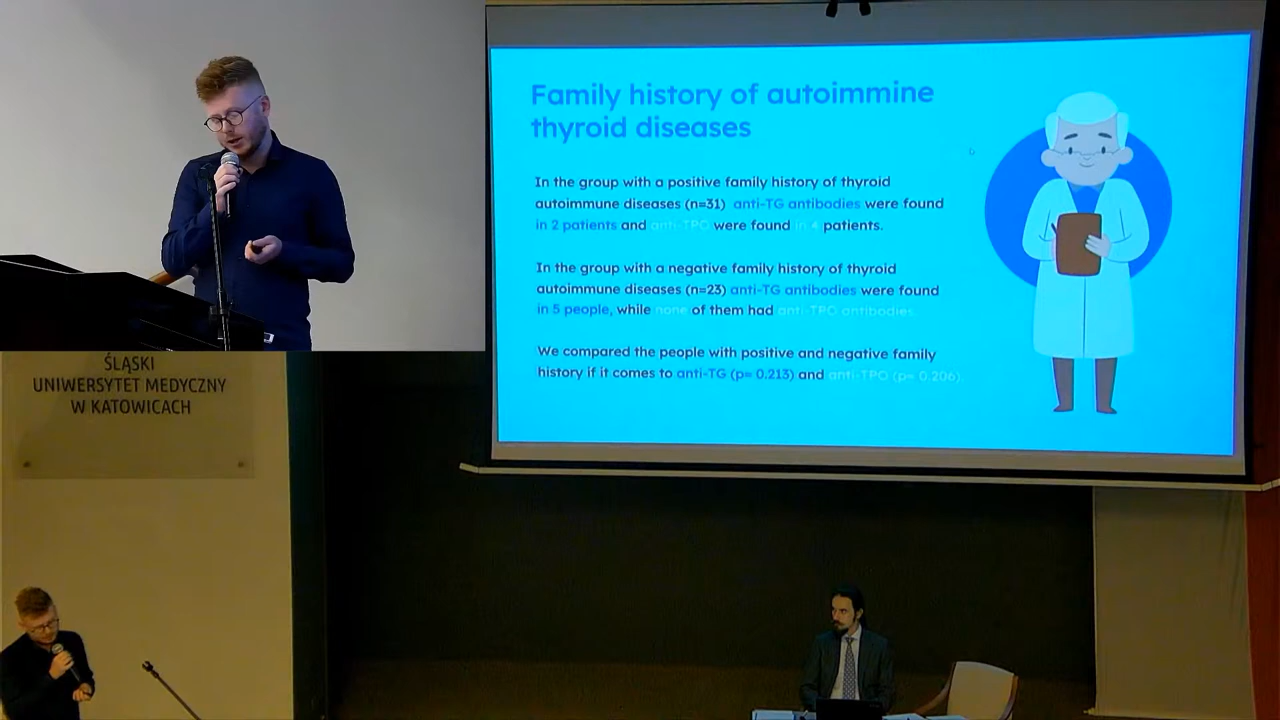 Family history of autoimmine
thyroid diseases
In the group with a positive family history of thyroid
autoimmune diseases (n=31) anti-TG antibodies were found
in 2 patients and anti-TPO were found in 4 patients.
In the group with a negative family history of thyroid
autoimmune diseases (n=23) anti-TG antibodies were found
in 5 people, while none of them had anti-TPO antibodies.
We compared the people with positive and negative family
history if it comes to anti-TG (p= 0.213) and anti-TPO (p= 0.206).
ŚLĄSKI
UNIWERSYTET MEDYCZNY
W KATOWICACH